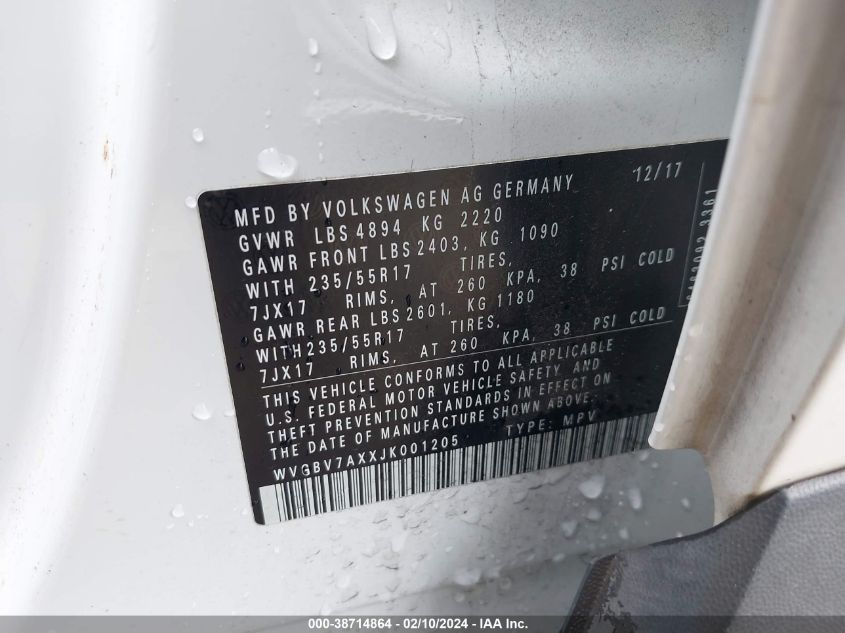 MFD BY VOLKSWAGEN AG GERMANY 12/17
GVWR LBS 4894 KG 2220
GAWR FRONT LBS 2403, KG 1090
WITH 235/55R17 TIRES,
7JX17 RIMS, AT 260 KPA, 38 PSI COLD
GAWR REAR LBS 2601, KG 1180
WITH 235/55R17 TIRES,
7JX17 RIMS, AT 260 KPA, 38 PSI COLD
THIS VEHICLE CONFORMS TO ALL APPLICABLE
U.S. FEDERAL MOTOR VEHICLE SAFETY, AND
THEFT PREVENTION STANDARDS IN EFFECT ON
THE DATE OF MANUFACTURE SHOWN ABOVE.
WVGBV7AXXJK001205 TYPE: MPV
000-38714864 - 02/10/2024 - IAA Inc.